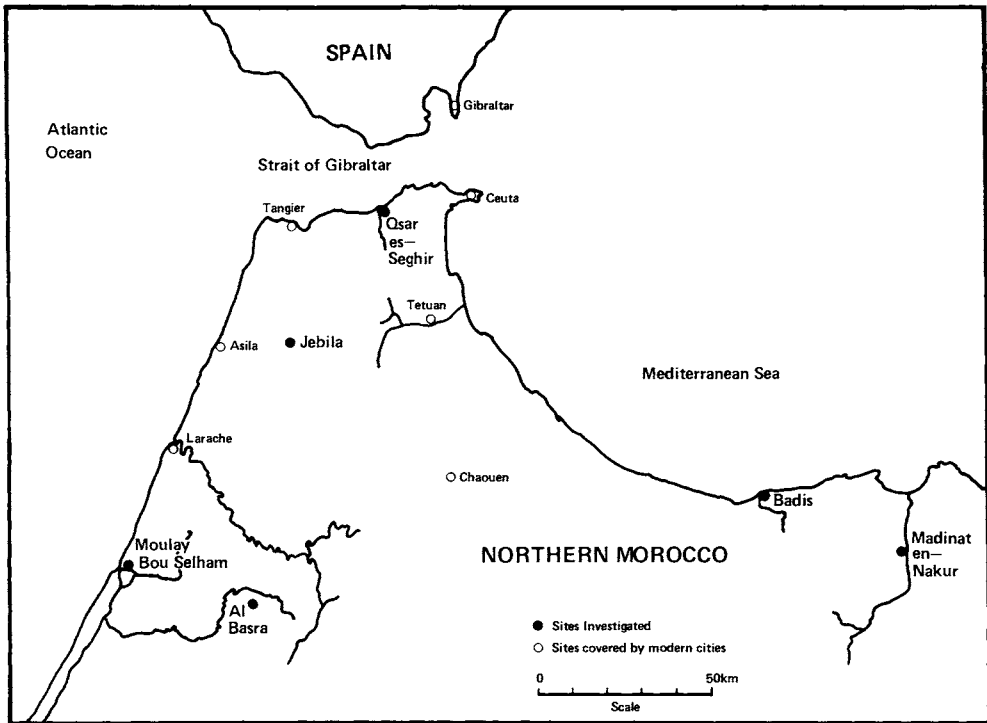 SPAIN
Gibraltar
Atlantic
Ocean
Strait of Gibraltar
Ceuta
Tangier
Qsar
es—
Seghir
Tetuan
Asila
Jebila
Mediterranean Sea
Larache
Chaouen
Badis
Moulay
Bou Selham
NORTHERN MOROCCO
Madinat
en—
Nakur
Al
Basra
Sites Investigated
Sites covered by modern cities
0 50km
Scale